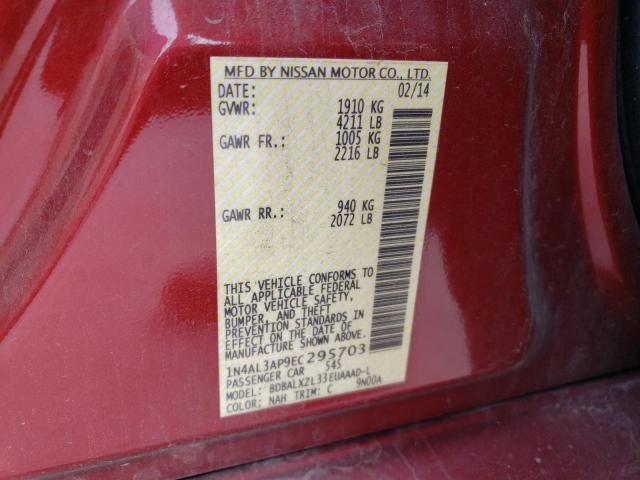 MFD BY NISSAN MOTOR CO., LTD.
DATE: 02/14
GVWR: 1910 KG
4211 LB
GAWR FR.: 1005 KG
2216 LB
GAWR RR.: 940 KG
2072 LB
THIS VEHICLE CONFORMS TO
ALL APPLICABLE FEDERAL
MOTOR VEHICLE SAFETY,
BUMPER, AND THEFT
PREVENTION STANDARDS IN
EFFECT ON THE DATE OF
MANUFACTURE SHOWN ABOVE.
1N4AL3AP9EC295703
PASSENGER CAR 545
MODEL: BDBALXZL33EUAAAD-L
COLOR: NAH TRIM: C 9N00A